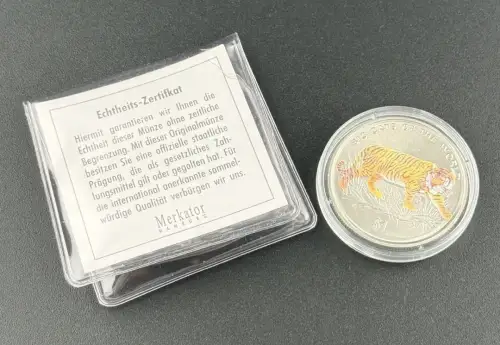 Echtheits-Zertifkat
Hiermit garantieren wir Ihnen die
Echtheit dieser Münze ohne zeitliche
Begrenzung. Mit dieser Originalmünze
besitzen Sie eine offizielle staatliche
Prägung, die als gesetzliches Zah-
lungsmittel gilt oder gegolten hat. Für
die international anerkannte sammel-
würdige Qualität verbürgen wir uns.
Merkator
HAMBURG
$1